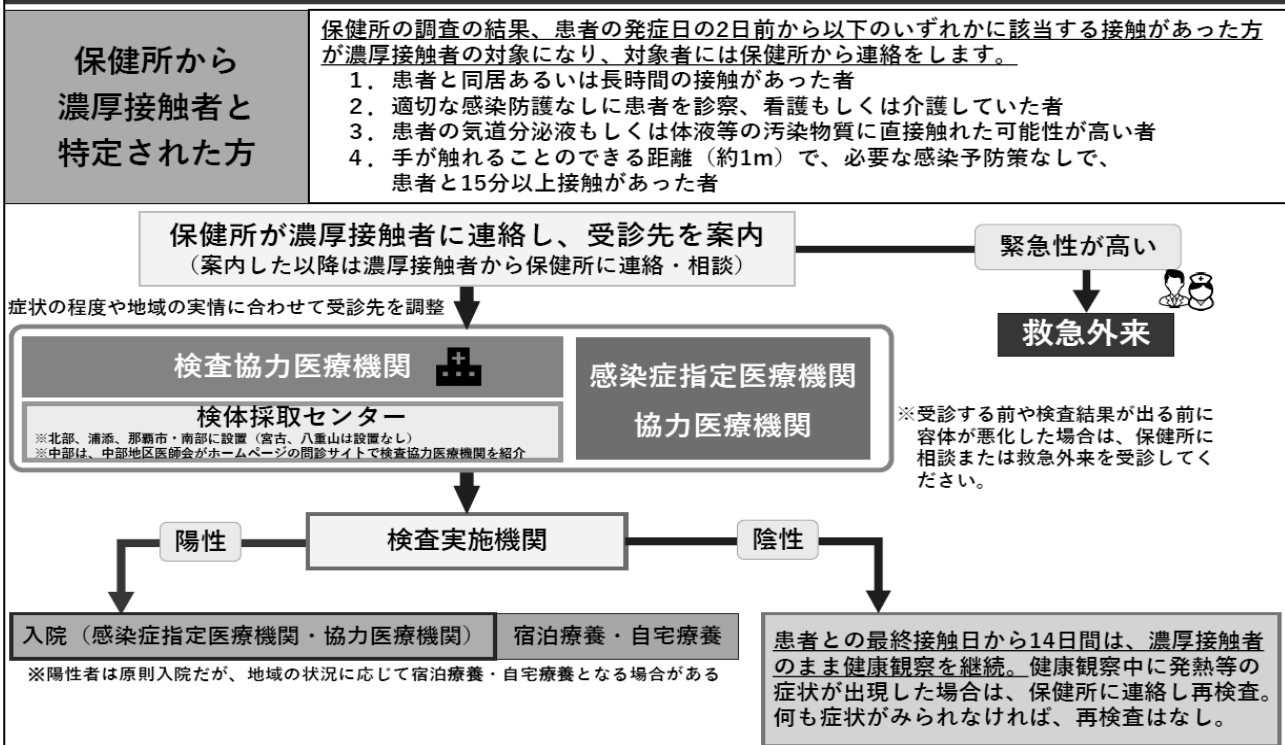 保健所から
濃厚接触者と
特定された方
保健所の調査の結果、患者の発症日の2日前から以下のいずれかに該当する接触があった方
が濃厚接触者の対象になり、対象者には保健所から連絡をします。
1．患者と同居あるいは長時間の接触があった者
2．適切な感染防護なしに患者を診察、看護もしくは介護していた者
3．患者の気道分泌液もしくは体液等の汚染物質に直接触れた可能性が高い者
4．手が触れることのできる距離（約1m）で、必要な感染予防策なしで、
患者と15分以上接触があった者
保健所が濃厚接触者に連絡し、受診先を案内
（案内した以降は濃厚接触者から保健所に連絡・相談）
緊急性が高い
救急外来
症状の程度や地域の実情に合わせて受診先を調整
検査協力医療機関
検体採取センター
※北部、浦添、那覇市・南部に設置（宮古、八重山は設置なし）
※中部は、中部地区医師会がホームページの問診サイトで検査協力医療機関を紹介
感染症指定医療機関
協力医療機関
※受診する前や検査結果が出る前に
容体が悪化した場合は、保健所に
相談または救急外来を受診してく
ださい。
陽性
検査実施機関
陰性
入院（感染症指定医療機関・協力医療機関）
宿泊療養・自宅療養
※陽性者は原則入院だが、地域の状況に応じて宿泊療養・自宅療養となる場合がある
患者との最終接触日から14日間は、濃厚接触者
のまま健康観察を継続。健康観察中に発熱等の
症状が出現した場合は、保健所に連絡し再検査。
何も症状がみられなければ、再検査はなし。